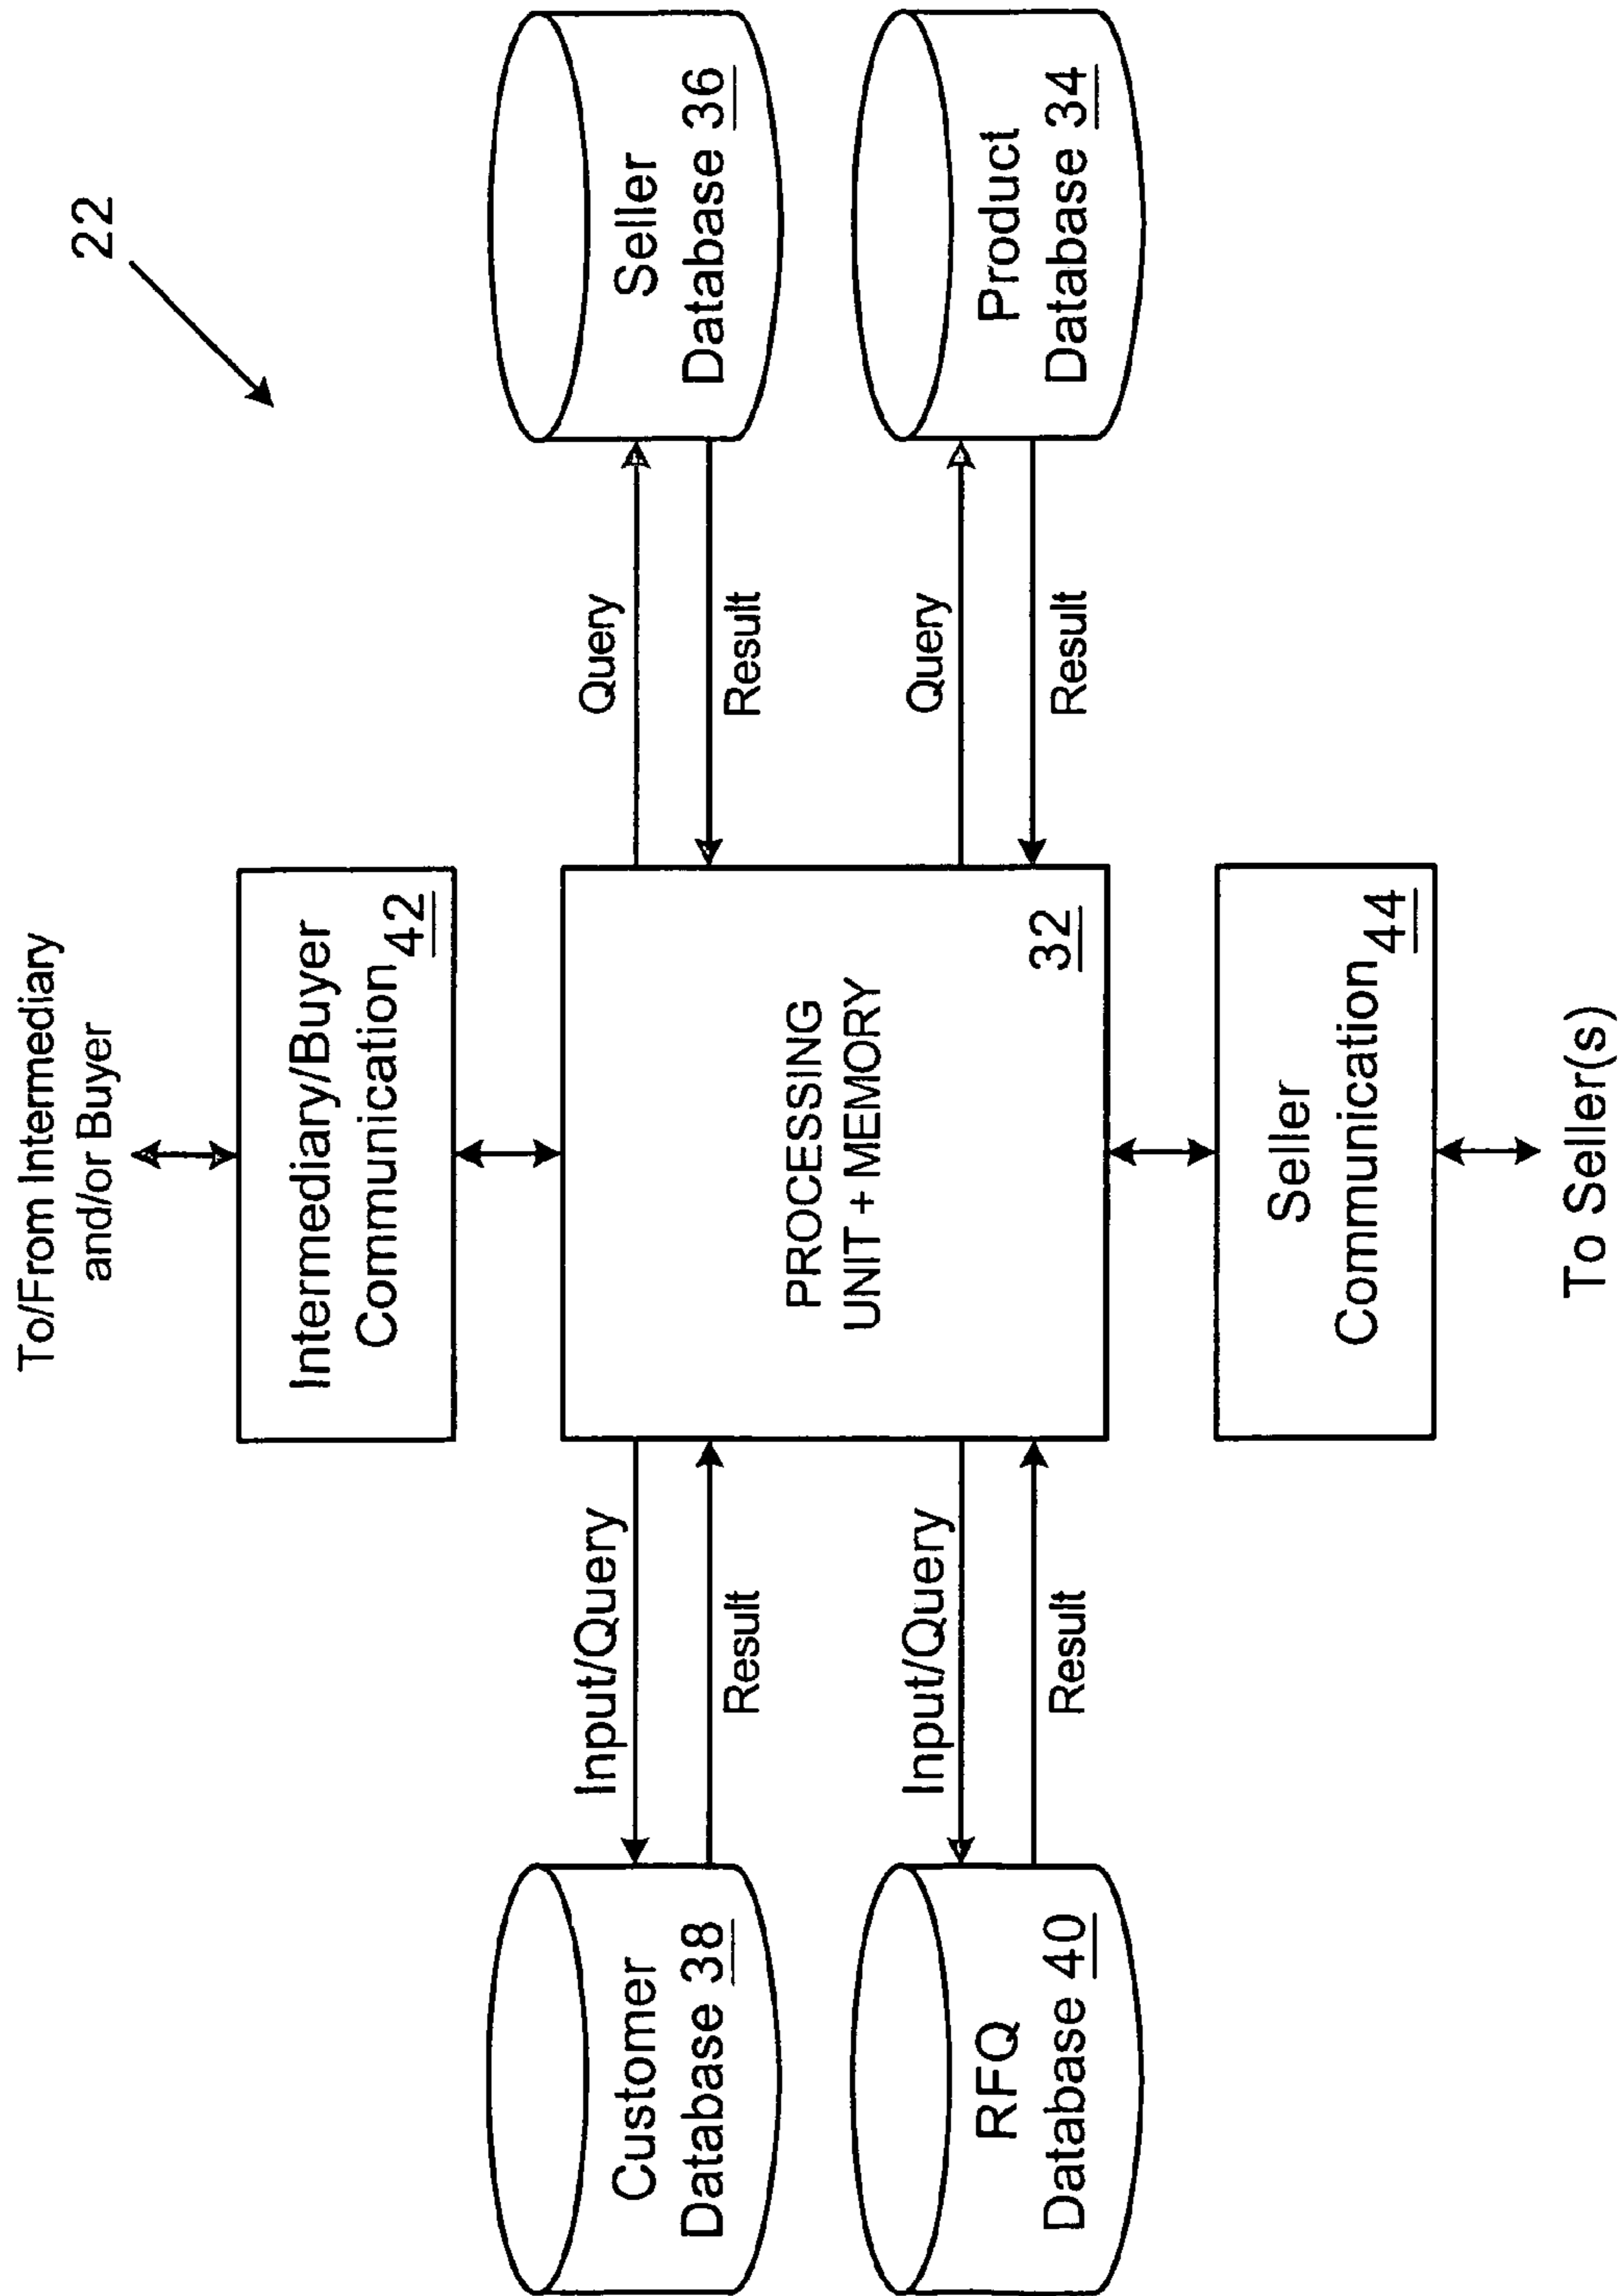 22
To/From Intermediary
and/or Buyer
Intermediary/Buyer
Communication 42
Customer
Database 38
Input/Query
Result
PROCESSING
UNIT + MEMORY
32
Query
Result
Seller
Database 36
RFQ
Database 40
Input/Query
Result
Query
Result
Product
Database 34
Seller
Communication 44
To Seller(s)